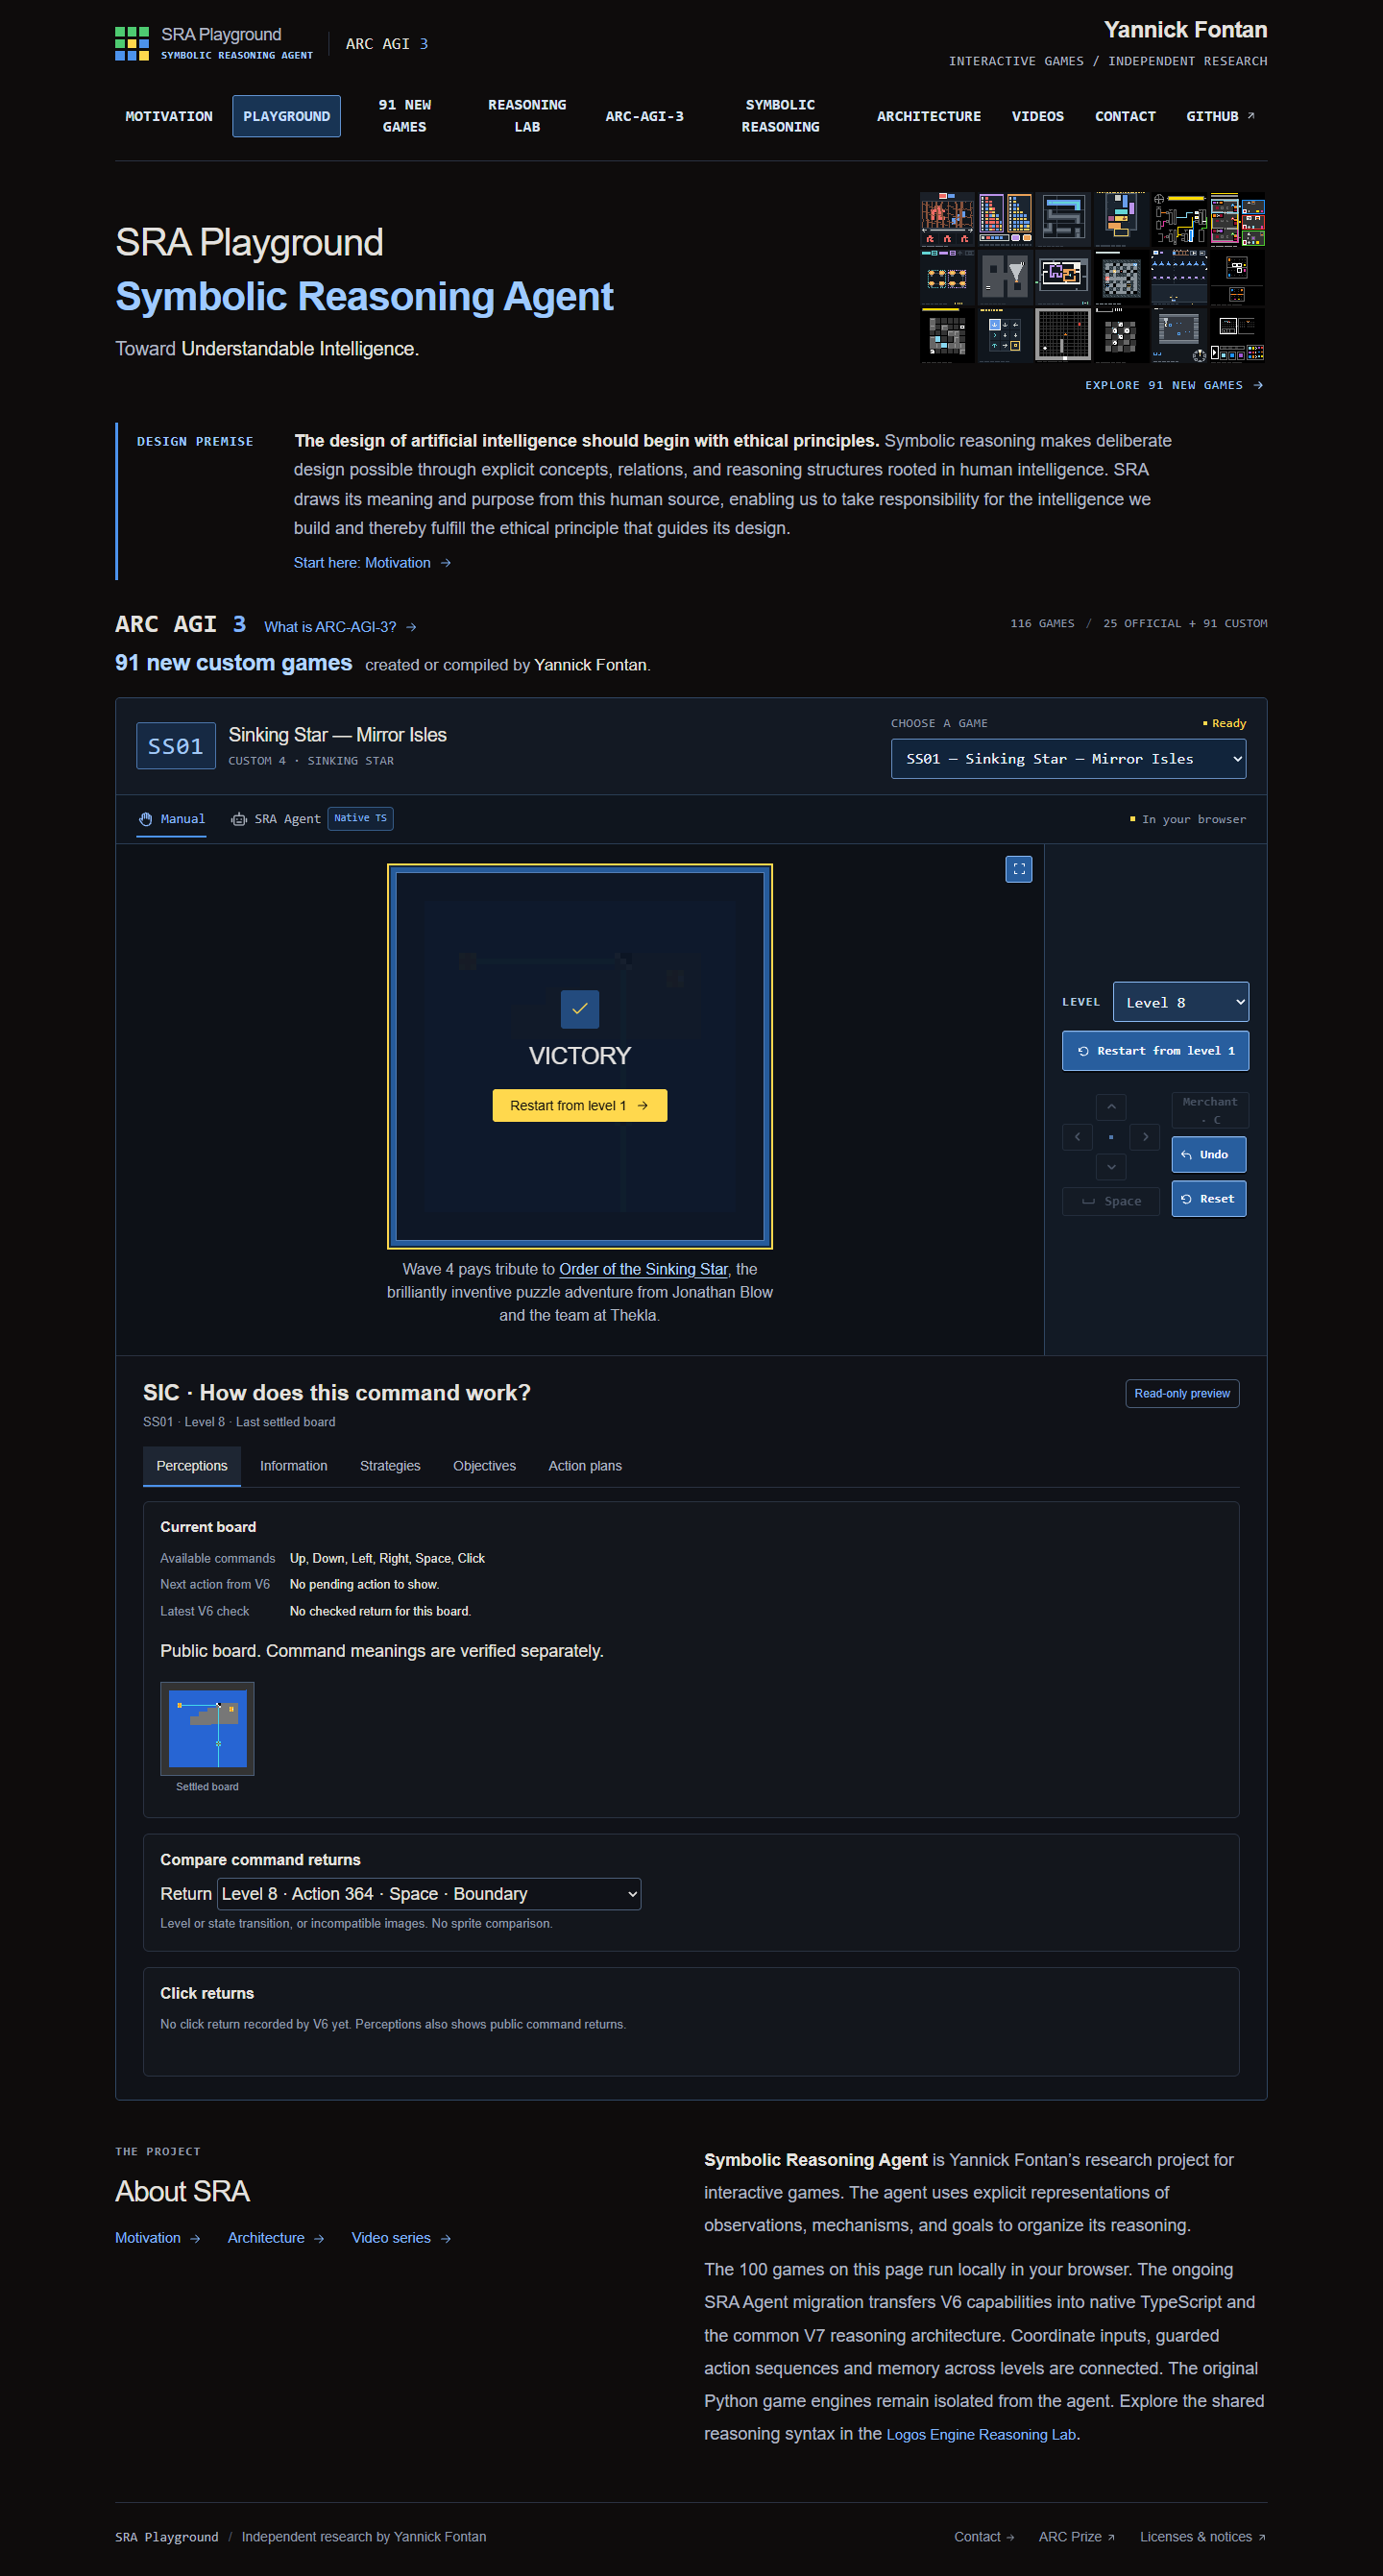 SRA Playground
SYMBOLIC REASONING AGENT
ARC AGI 3
Yannick Fontan
INTERACTIVE GAMES / INDEPENDENT RESEARCH
MOTIVATION
PLAYGROUND
91 NEW
GAMES
REASONING
LAB
ARC-AGI-3
SYMBOLIC
REASONING
ARCHITECTURE
VIDEOS
CONTACT
GITHUB ↗
SRA Playground
Symbolic Reasoning Agent
Toward Understandable Intelligence.
EXPLORE 91 NEW GAMES →
DESIGN PREMISE
The design of artificial intelligence should begin with ethical principles. Symbolic reasoning makes deliberate
design possible through explicit concepts, relations, and reasoning structures rooted in human intelligence. SRA
draws its meaning and purpose from this human source, enabling us to take responsibility for the intelligence we
build and thereby fulfill the ethical principle that guides its design.
Start here: Motivation →
ARC AGI 3 What is ARC-AGI-3? →
116 GAMES / 25 OFFICIAL + 91 CUSTOM
91 new custom games created or compiled by Yannick Fontan.
SS01
Sinking Star — Mirror Isles
CUSTOM 4 · SINKING STAR
CHOOSE A GAME
Ready
SS01 — Sinking Star — Mirror Isles
Manual
SRA Agent
Native TS
In your browser
VICTORY
Restart from level 1 →
Wave 4 pays tribute to Order of the Sinking Star, the
brilliantly inventive puzzle adventure from Jonathan Blow
and the team at Thekla.
LEVEL
Level 8
Restart from level 1
Merchant
· C
Undo
Space
Reset
SIC · How does this command work?
Read-only preview
SS01 · Level 8 · Last settled board
Perceptions
Information
Strategies
Objectives
Action plans
Current board
Available commands Up, Down, Left, Right, Space, Click
Next action from V6 No pending action to show.
Latest V6 check No checked return for this board.
Public board. Command meanings are verified separately.
Settled board
Compare command returns
Return Level 8 · Action 364 · Space · Boundary
Level or state transition, or incompatible images. No sprite comparison.
Click returns
No click return recorded by V6 yet. Perceptions also shows public command returns.
THE PROJECT
About SRA
Motivation →
Architecture →
Video series →
Symbolic Reasoning Agent is Yannick Fontan’s research project for
interactive games. The agent uses explicit representations of
observations, mechanisms, and goals to organize its reasoning.
The 100 games on this page run locally in your browser. The ongoing
SRA Agent migration transfers V6 capabilities into native TypeScript and
the common V7 reasoning architecture. Coordinate inputs, guarded
action sequences and memory across levels are connected. The original
Python game engines remain isolated from the agent. Explore the shared
reasoning syntax in the Logos Engine Reasoning Lab.
SRA Playground / Independent research by Yannick Fontan
Contact →
ARC Prize ↗
Licenses & notices ↗